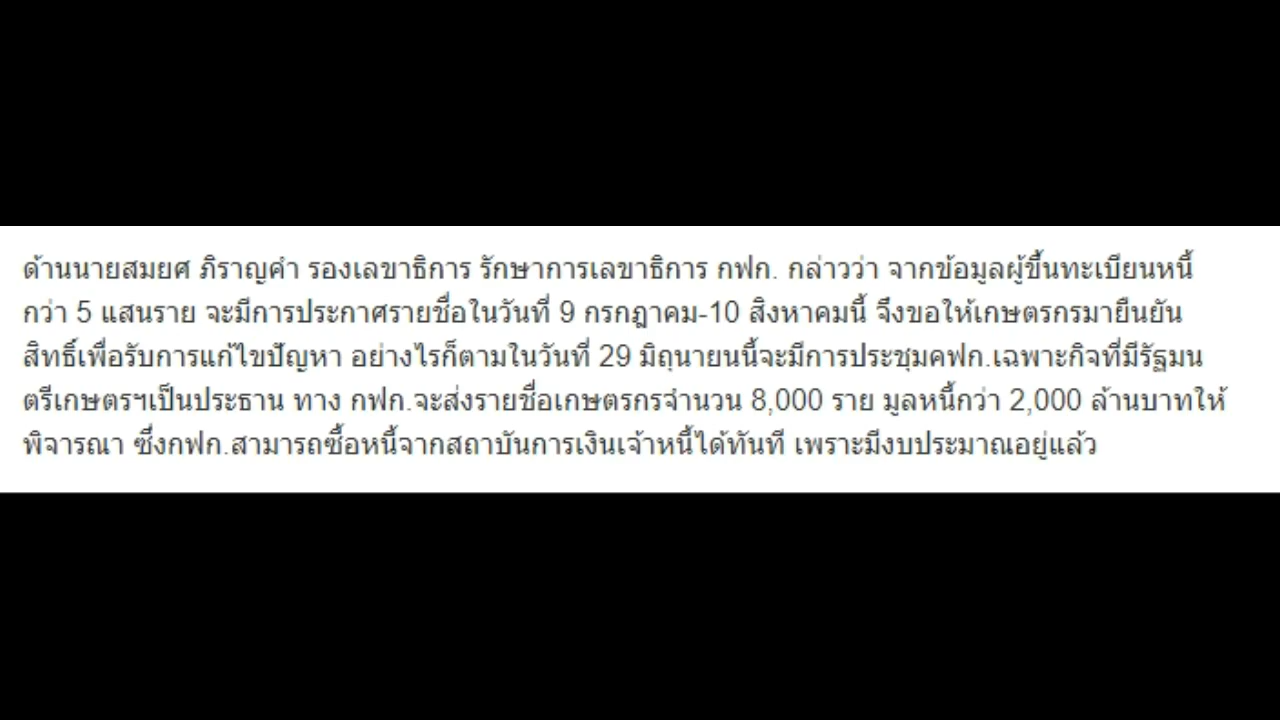 ด้านนายสมยศ ภิราญคำ รองเลขาธิการ รักษาการเลขาธิการ กฟก. กล่าวว่า จากข้อมูลผู้ขึ้นทะเบียนหนี้
กว่า 5 แสนราย จะมีการประกาศรายชื่อในวันที่ 9 กรกฎาคม-10 สิงหาคมนี้ จึงขอให้เกษตรกรมายืนยัน
สิทธิ์เพื่อรับการแก้ไขปัญหา อย่างไรก็ตามในวันที่ 29 มิถุนายนนี้จะมีการประชุมคฟก.เฉพาะกิจที่มีรัฐมน
ตรีเกษตรฯเป็นประธาน ทาง กฟก.จะส่งรายชื่อเกษตรกรจำนวน 8,000 ราย มูลหนี้กว่า 2,000 ล้านบาทให้
พิจารณา ซึ่งกฟก.สามารถซื้อหนี้จากสถาบันการเงินเจ้าหนี้ได้ทันที เพราะมีงบประมาณอยู่แล้ว